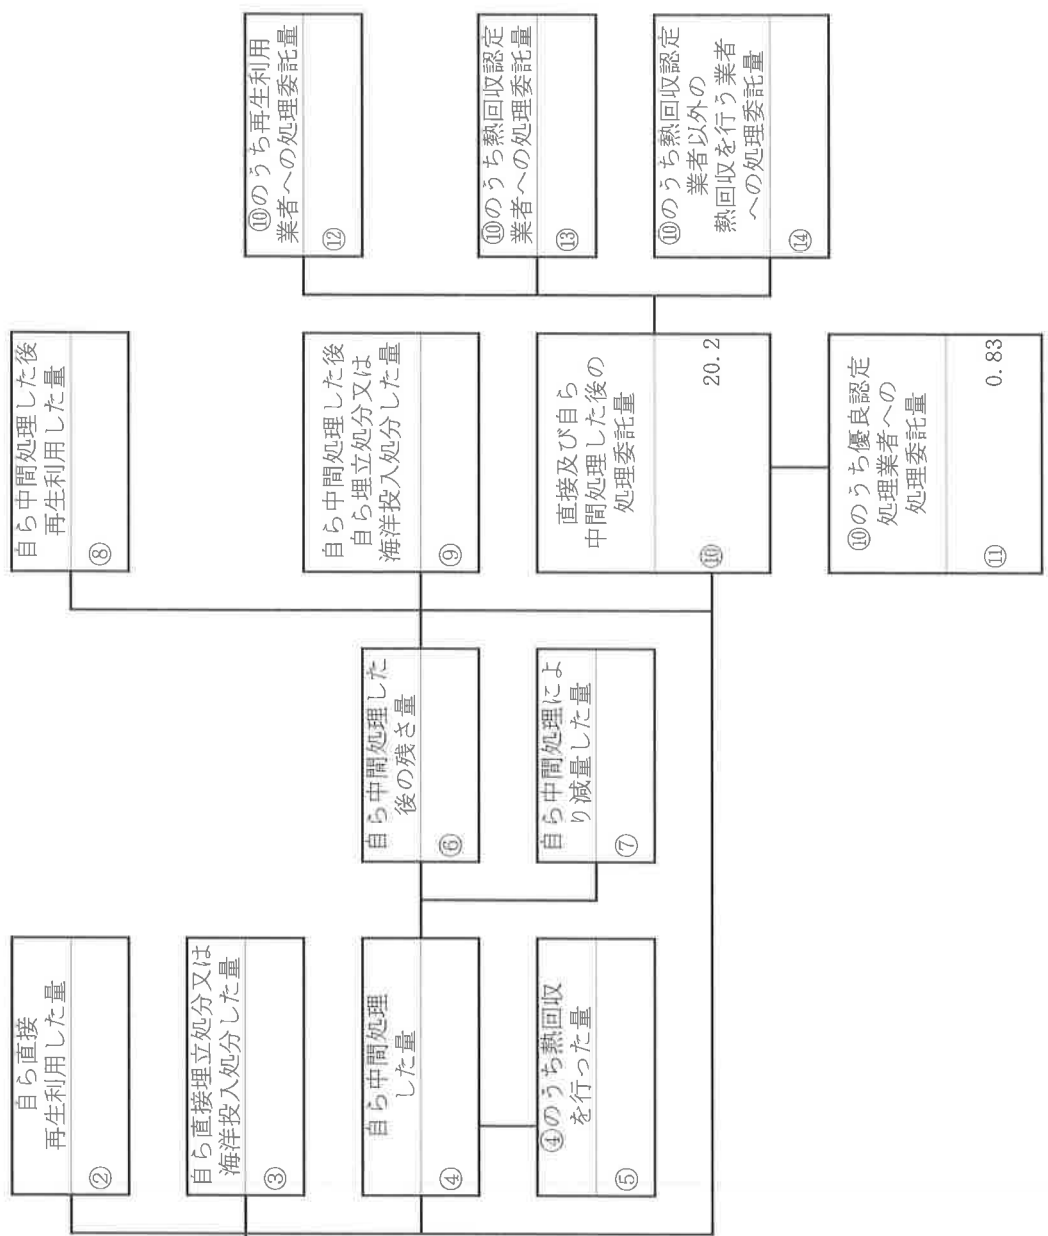 自ら直接
再生利用した量
②
自ら直接埋立処分又は
海洋投入処分した量
③
自ら中間処理
した量
④
④のうち熱回収
を行った量
⑤
自ら中間処理した
後の残さ量
⑥
自ら中間処理によ
り減量した量
⑦
自ら中間処理した後
再生利用した量
⑧
自ら中間処理した後
自ら埋立処分又は
海洋投入処分した量
⑨
直接及び自ら
中間処理した後の
処理委託量
⑩ 20.2
⑩のうち優良認定
処理業者への
処理委託量
⑪ 0.83
⑩のうち再生利用
業者への処理委託量
⑫
⑩のうち熱回収認定
業者への処理委託量
⑬
⑩のうち熱回収認定
業者以外の
熱回収を行う業者
への処理委託量
⑭